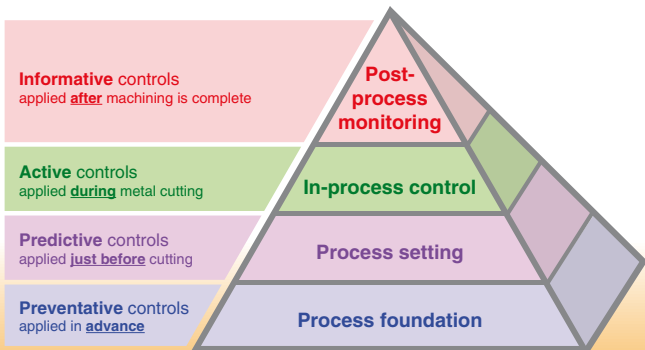 Informative controls
applied after machining is complete
Post-
process
monitoring
Active controls
applied during metal cutting
In-process control
Predictive controls
applied just before cutting
Process setting
Preventative controls
applied in advance
Process foundation